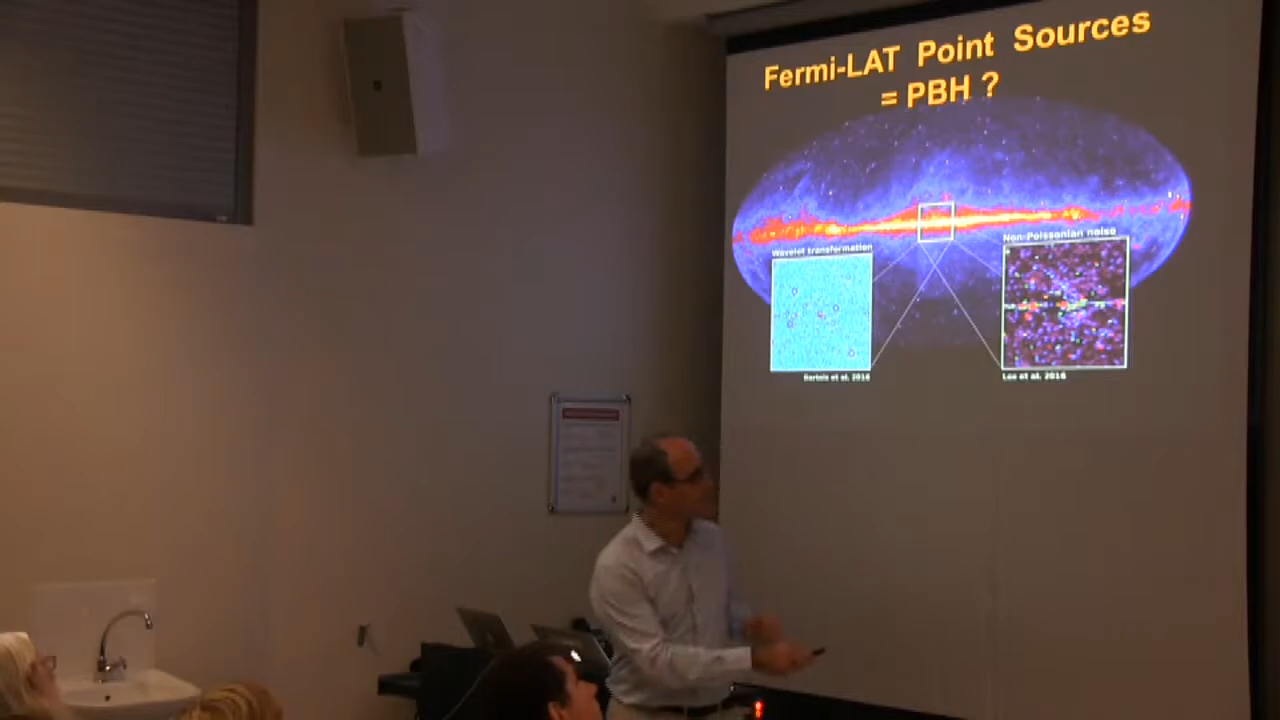 Fermi-LAT Point Sources
= PBH ?
Wavelet transformation
Non-Poissonian noise
Bartels et al. 2016
Lee et al. 2016